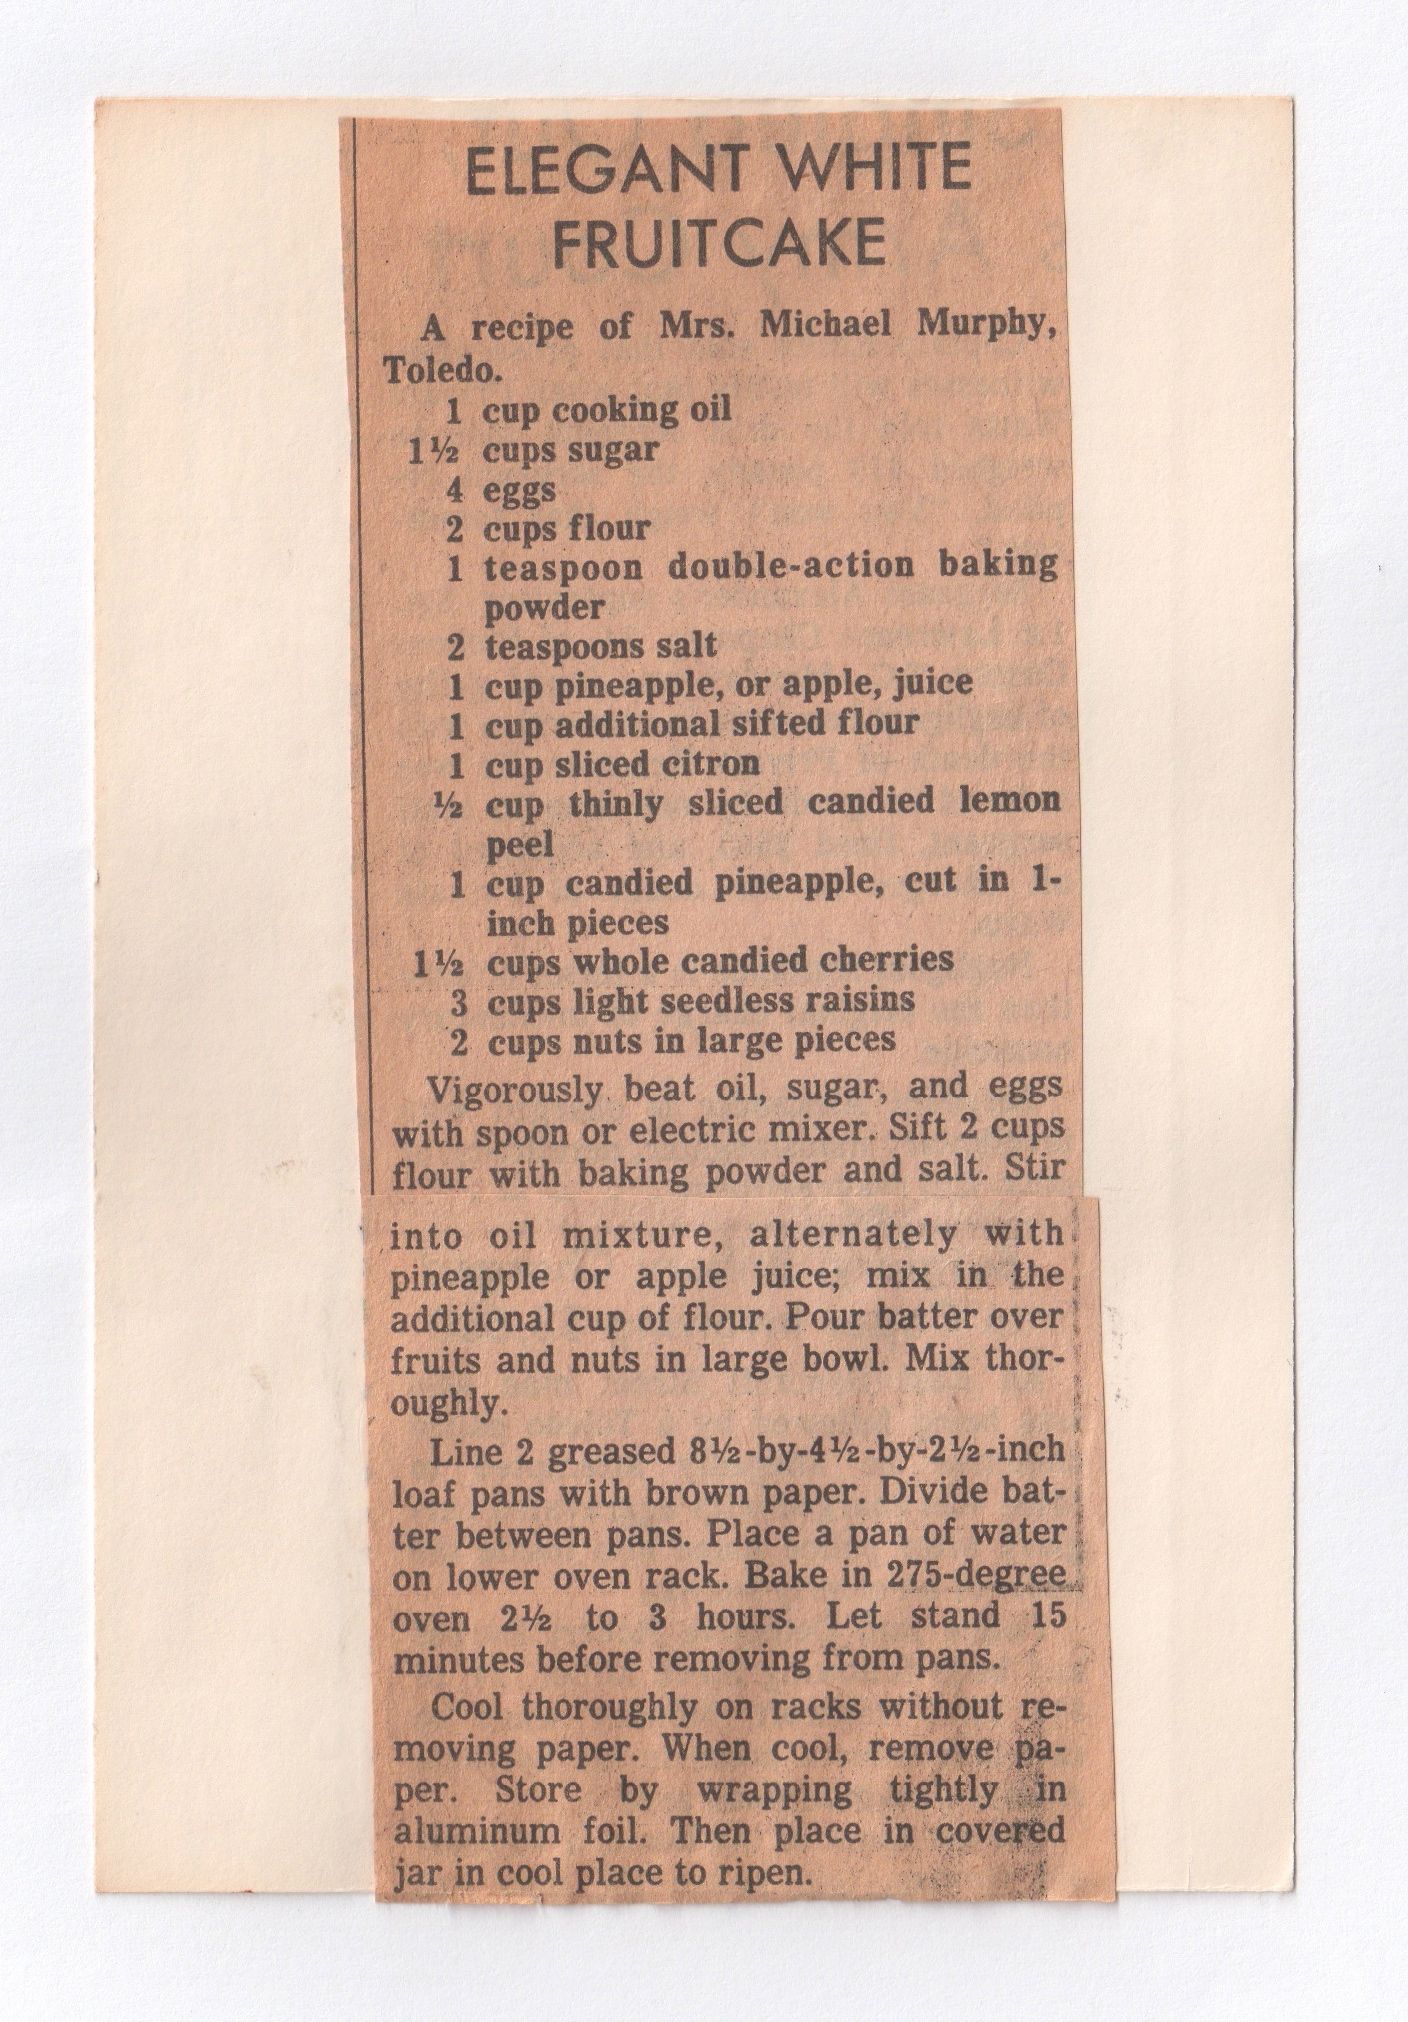 ELEGANT WHITE
FRUITCAKE
A recipe of Mrs. Michael Murphy,
Toledo.
1 cup cooking oil
1½ cups sugar
4 eggs
2 cups flour
1 teaspoon double-action baking
powder
2 teaspoons salt
1 cup pineapple, or apple, juice
1 cup additional sifted flour
1 cup sliced citron
½ cup thinly sliced candied lemon
peel
1 cup candied pineapple, cut in 1-
inch pieces
1½ cups whole candied cherries
3 cups light seedless raisins
2 cups nuts in large pieces
Vigorously beat oil, sugar, and eggs
with spoon or electric mixer. Sift 2 cups
flour with baking powder and salt. Stir
into oil mixture, alternately with
pineapple or apple juice; mix in the
additional cup of flour. Pour batter over
fruits and nuts in large bowl. Mix thor-
oughly.
Line 2 greased 8½-by-4½-by-2½-inch
loaf pans with brown paper. Divide bat-
ter between pans. Place a pan of water
on lower oven rack. Bake in 275-degree
oven 2½ to 3 hours. Let stand 15
minutes before removing from pans.
Cool thoroughly on racks without re-
moving paper. When cool, remove pa-
per. Store by wrapping tightly in
aluminum foil. Then place in covered
jar in cool place to ripen.